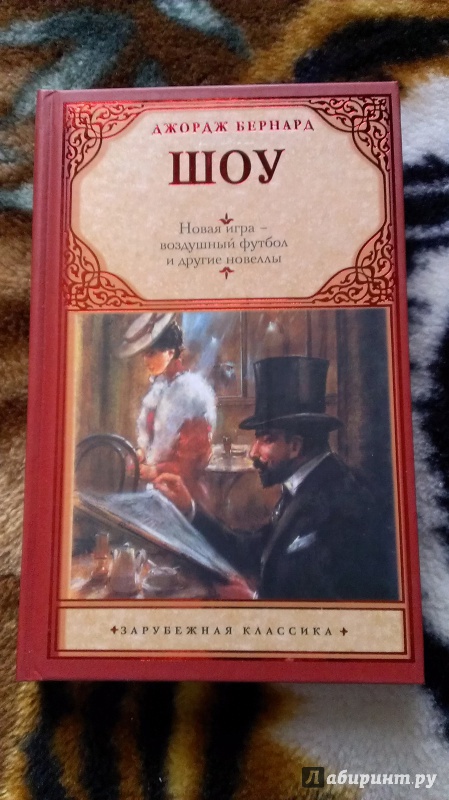 ДЖОРДЖ БЕРНАРД
ШОУ
Новая игра –
воздушный футбол
и другие новеллы
ЗАРУБЕЖНАЯ КЛАССИКА
Лабиринт.ру